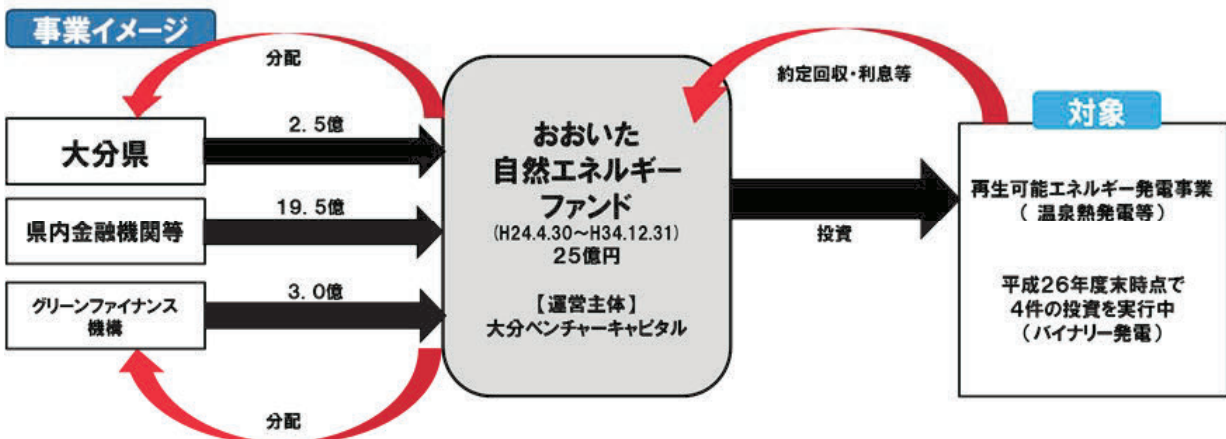 事業イメージ
分配
大分県
2.5億
県内金融機関等
19.5億
グリーンファイナンス
機構
3.0億
分配
おおいた
自然エネルギー
ファンド
(H24.4.30～H34.12.31)
25億円
【運営主体】
大分ベンチャーキャピタル
約定回収・利息等
投資
対象
再生可能エネルギー発電事業
（ 温泉熱発電等）
平成26年度末時点で
4件の投資を実行中
（バイナリー発電）